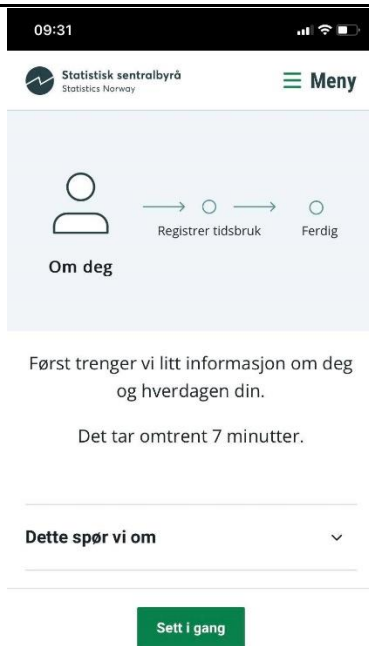 09:31
Statistisk sentralbyrå
Statistics Norway
Meny
Registrer tidsbruk
Ferdig
Om deg
Først trenger vi litt informasjon om deg
og hverdagen din.
Det tar omtrent 7 minutter.
Dette spør vi om
Sett i gang